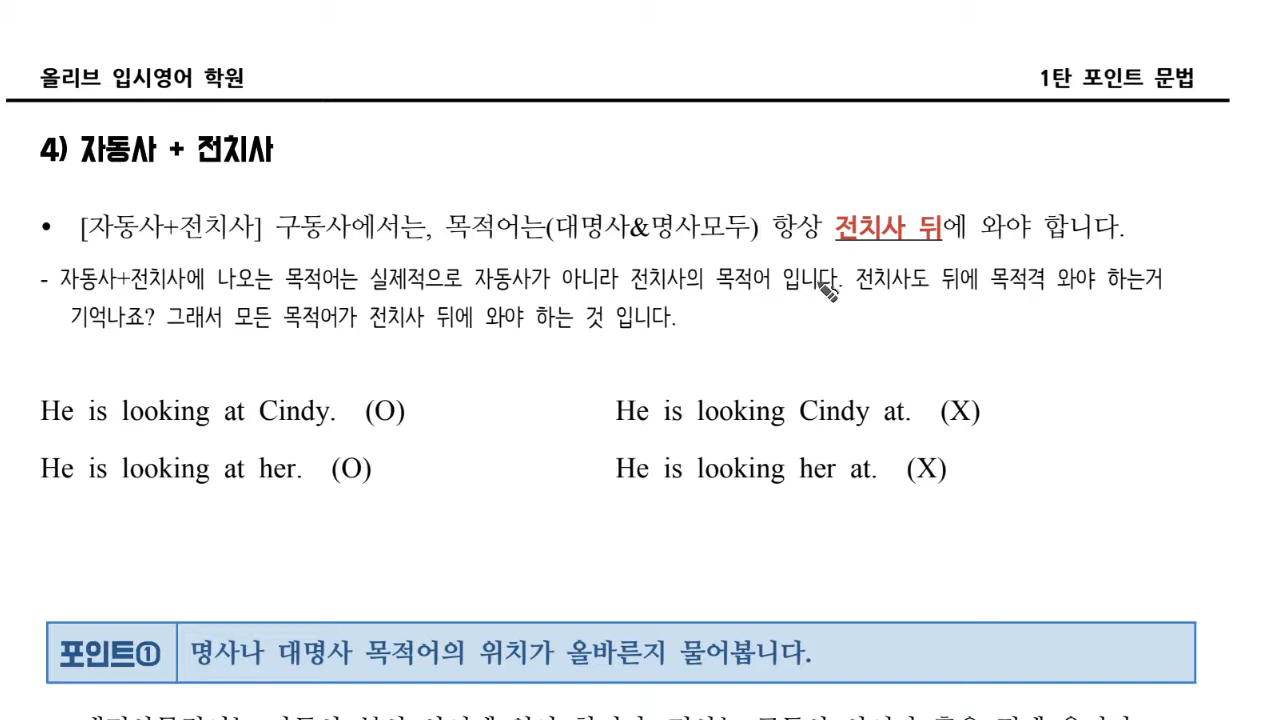 올리브 입시영어 학원
1탄 포인트 문법
4) 자동사 + 전치사
• [자동사+전치사] 구동사에서는, 목적어는(대명사&명사모두) 항상 전치사 뒤에 와야 합니다.
- 자동사+전치사에 나오는 목적어는 실제적으로 자동사가 아니라 전치사의 목적어 입니다. 전치사도 뒤에 목적격 와야 하는거
기억나죠? 그래서 모든 목적어가 전치사 뒤에 와야 하는 것 입니다.
He is looking at Cindy. (O)
He is looking Cindy at. (X)
He is looking at her. (O)
He is looking her at. (X)
포인트① 명사나 대명사 목적어의 위치가 올바른지 물어봅니다.